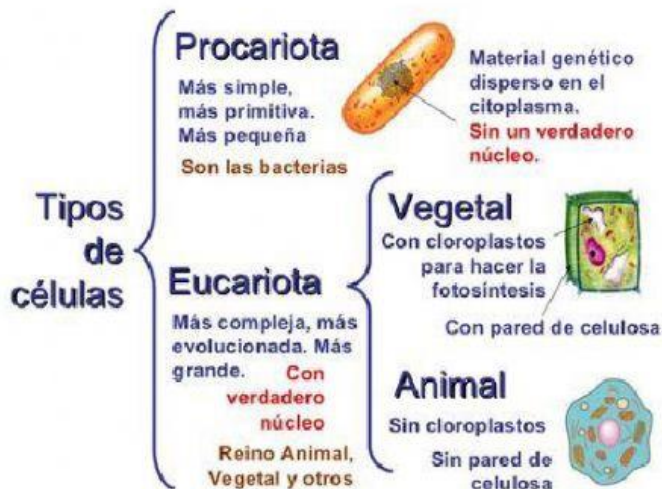 Tipos
de
células
Procariota
Más simple,
más primitiva.
Más pequeña
Son las bacterias
Material genético
disperso en el
citoplasma.
Sin un verdadero
núcleo.
Eucariota
Más compleja, más
evolucionada. Más
grande.
Con
verdadero
núcleo
Reino Animal,
Vegetal y otros
Vegetal
Con cloroplastos
para hacer la
fotosíntesis
Con pared de celulosa
Animal
Sin cloroplastos
Sin pared de
celulosa